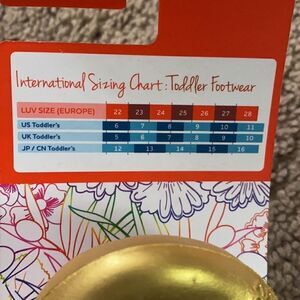 International Sizing Chart : Toddler Footwear
LUV SIZE (EUROPE) 22 23 24 25 26 27 28
US Toddler's 6 7 8 9 10 11
UK Toddler's 5 6 7 8 9 10
JP / CN Toddler's 12 13 14 15 16